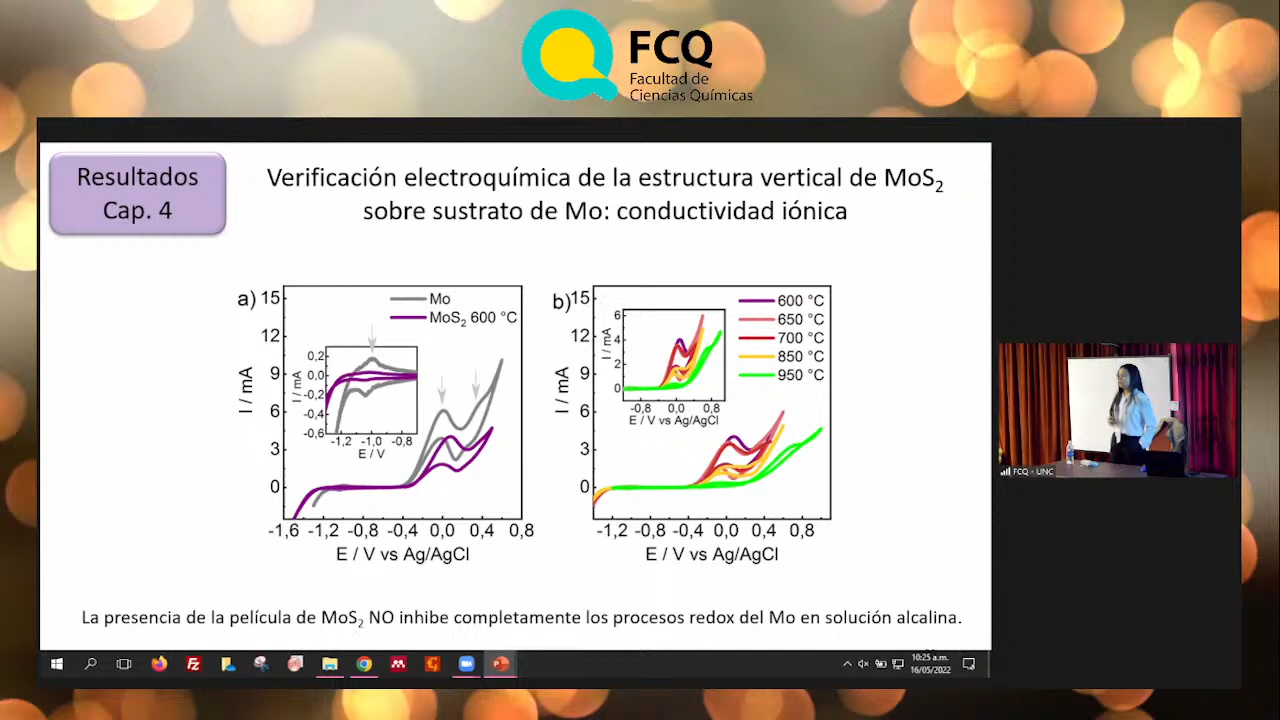 FCQ
Facultad de
Ciencias Químicas
Resultados
Cap. 4
Verificación electroquímica de la estructura vertical de MoS₂
sobre sustrato de Mo: conductividad iónica
a)
15
12
9
6
3
0
I / mA
Mo
MoS₂ 600 °C
0,2
0,0
-0,2
-0,4
-0,6
I / mA
-1,2 -1,0 -0,8
E / V
-1,6 -1,2 -0,8 -0,4 0,0 0,4 0,8
E / V vs Ag/AgCl
b)
15
12
9
6
3
0
I / mA
600 °C
650 °C
700 °C
850 °C
950 °C
6
4
2
0
I / mA
-0,8 0,0 0,8
E / V vs Ag/AgCl
-1,2 -0,8 -0,4 0,0 0,4 0,8
E / V vs Ag/AgCl
La presencia de la película de MoS₂ NO inhibe completamente los procesos redox del Mo en solución alcalina.
FCQ - UNC
10:25 a.m.
16/05/2022